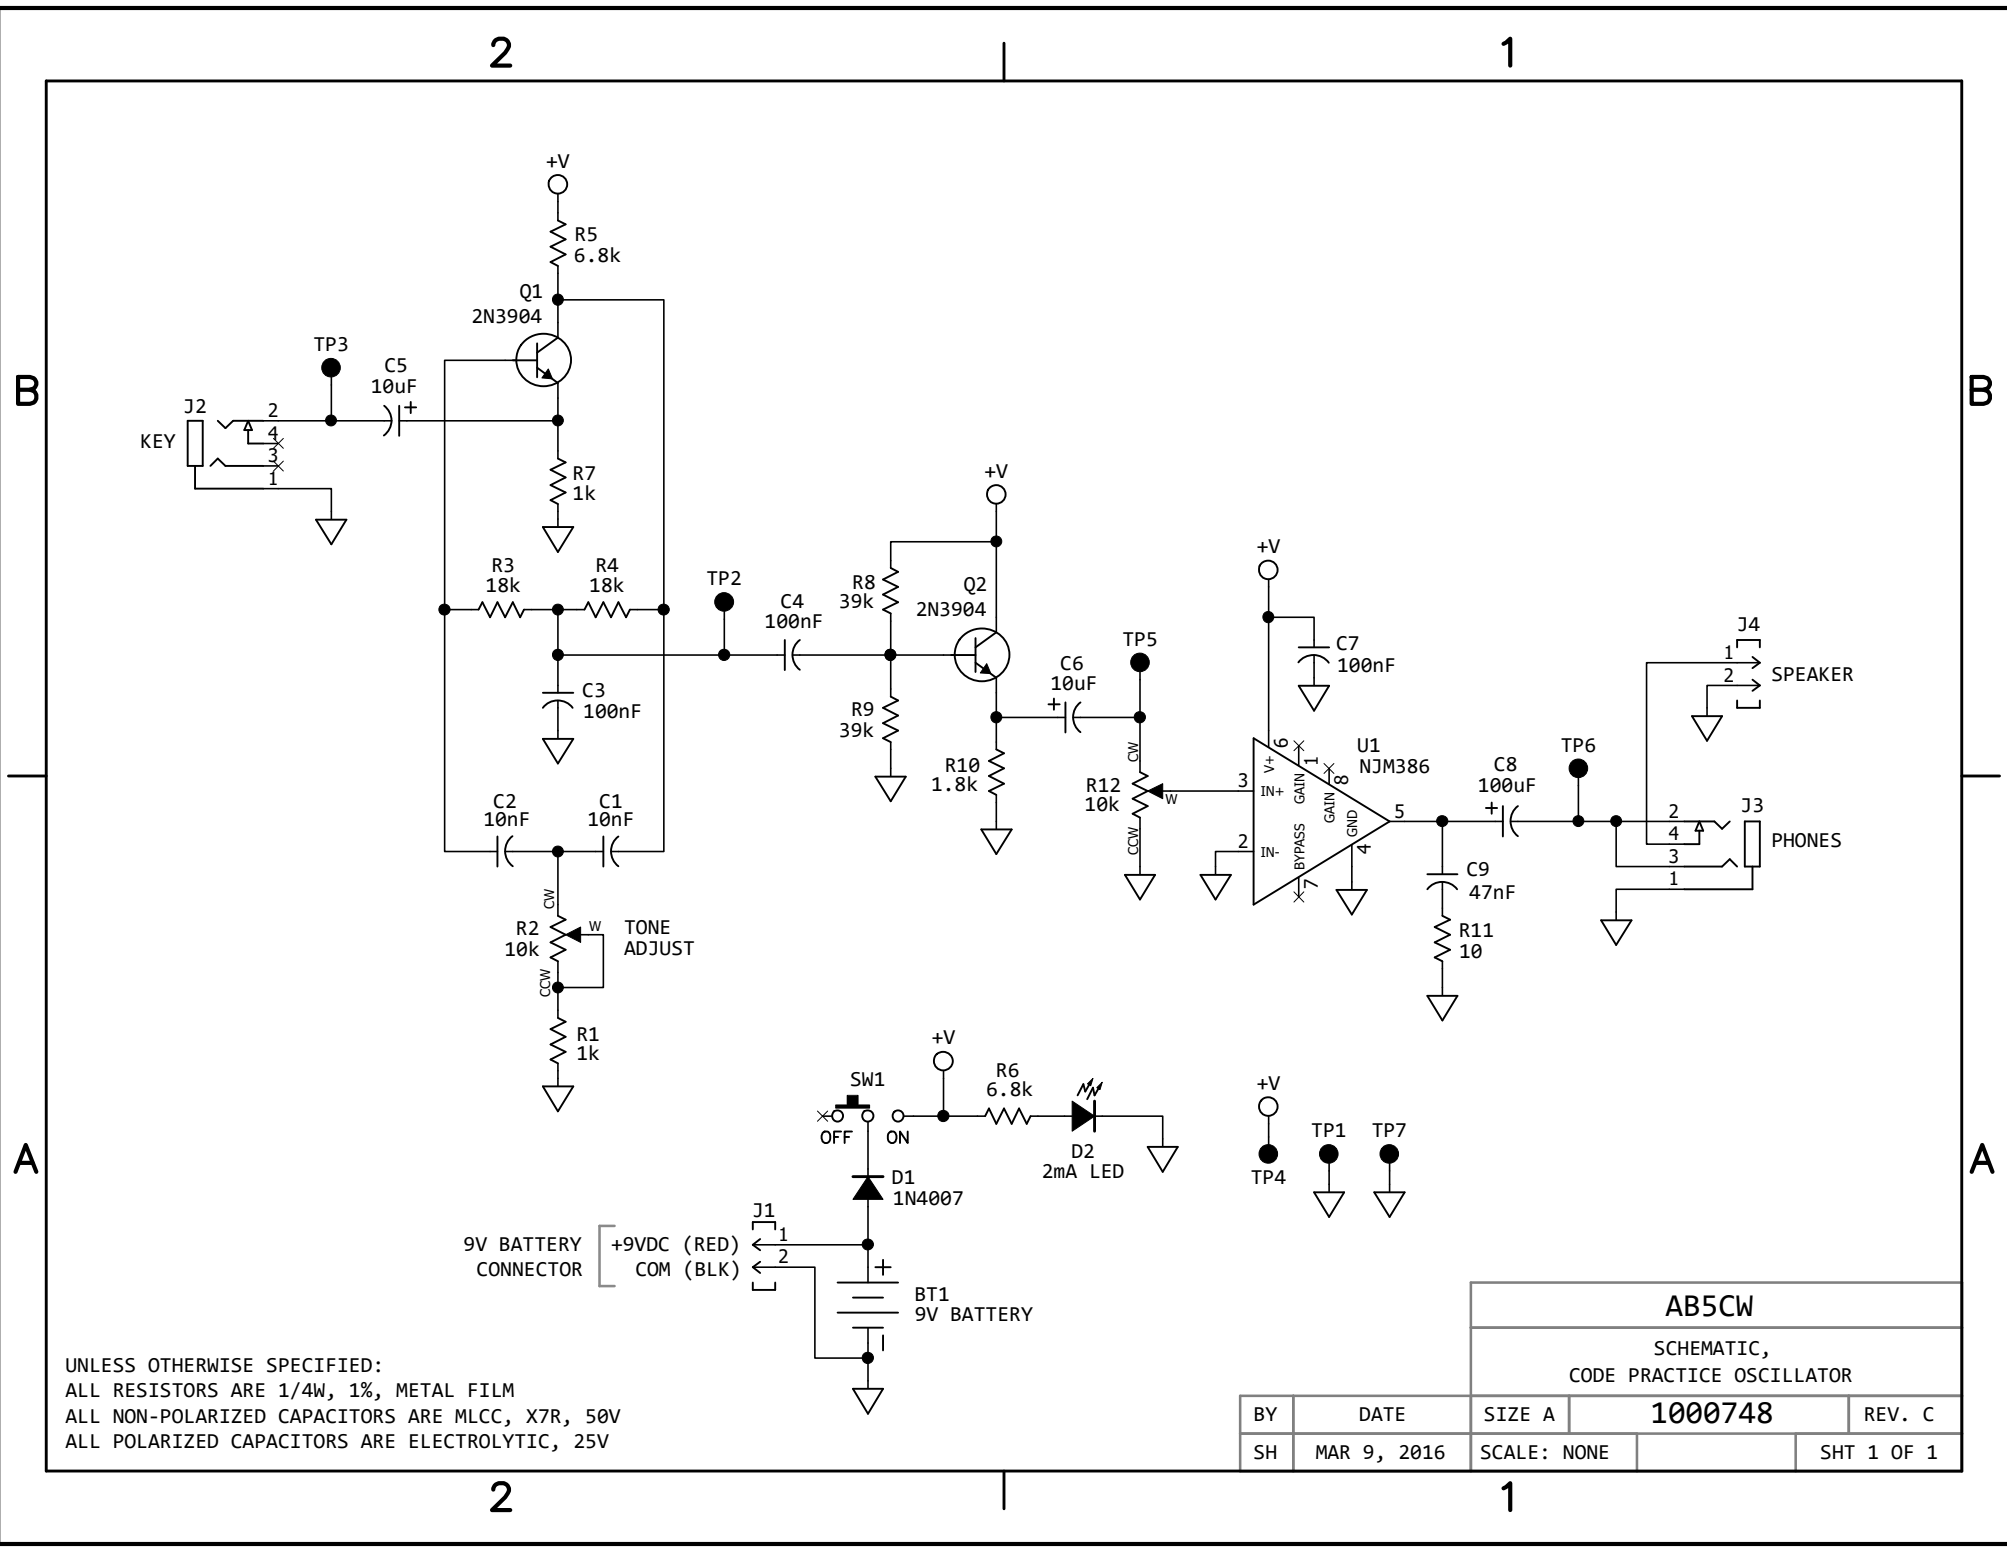 2
1
+V
R5
6.8k
Q1
2N3904
TP3
C5
10uF
+
B
B
J2
KEY
2
4
3
1
R7
1k
+V
R3
18k
R4
18k
TP2
C4
100nF
R8
39k
Q2
2N3904
+V
C3
100nF
R9
39k
C6
10uF
+
TP5
C7
100nF
J4
1
2
SPEAKER
R10
1.8k
CW
R12
10k
W
CCW
3
2
6
V+
IN+
IN-
GAIN
1
GAIN
8
BYPASS
7
GND
4
U1
NJM386
5
C8
100uF
+
TP6
2
4
3
1
J3
PHONES
C2
10nF
C1
10nF
C9
47nF
R11
10
CW
R2
10k
W
CCW
TONE
ADJUST
R1
1k
+V
SW1
OFF
ON
R6
6.8k
D2
2mA LED
+V
TP4
TP1
TP7
A
A
D1
1N4007
J1
9V BATTERY
CONNECTOR
+9VDC (RED)
COM (BLK)
1
2
+
BT1
9V BATTERY
UNLESS OTHERWISE SPECIFIED:
ALL RESISTORS ARE 1/4W, 1%, METAL FILM
ALL NON-POLARIZED CAPACITORS ARE MLCC, X7R, 50V
ALL POLARIZED CAPACITORS ARE ELECTROLYTIC, 25V
AB5CW
SCHEMATIC,
CODE PRACTICE OSCILLATOR
BY
DATE
SIZE A
1000748
REV. C
SH
MAR 9, 2016
SCALE: NONE
SHT 1 OF 1
2
1